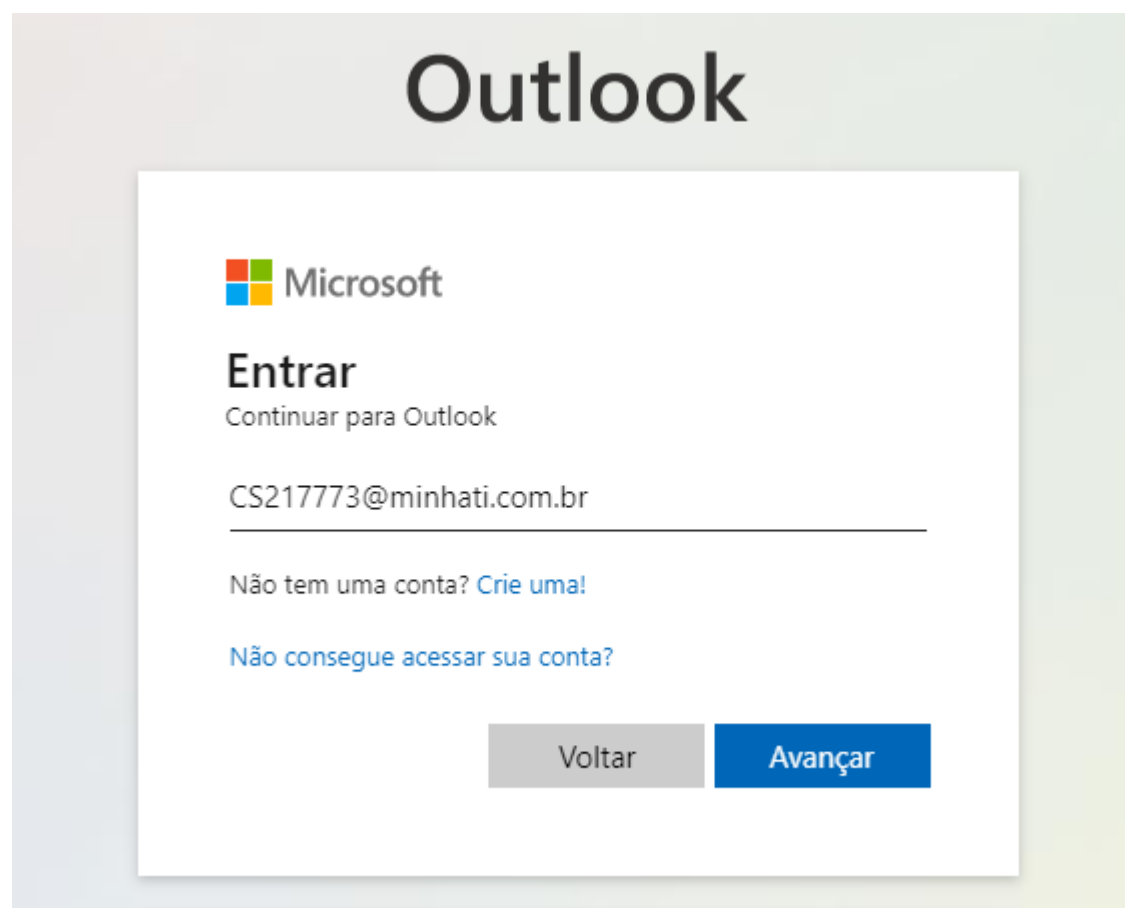 Outlook
Microsoft
Entrar
Continuar para Outlook
CS217773@minhati.com.br
Não tem uma conta? Crie uma!
Não consegue acessar sua conta?
Voltar Avançar